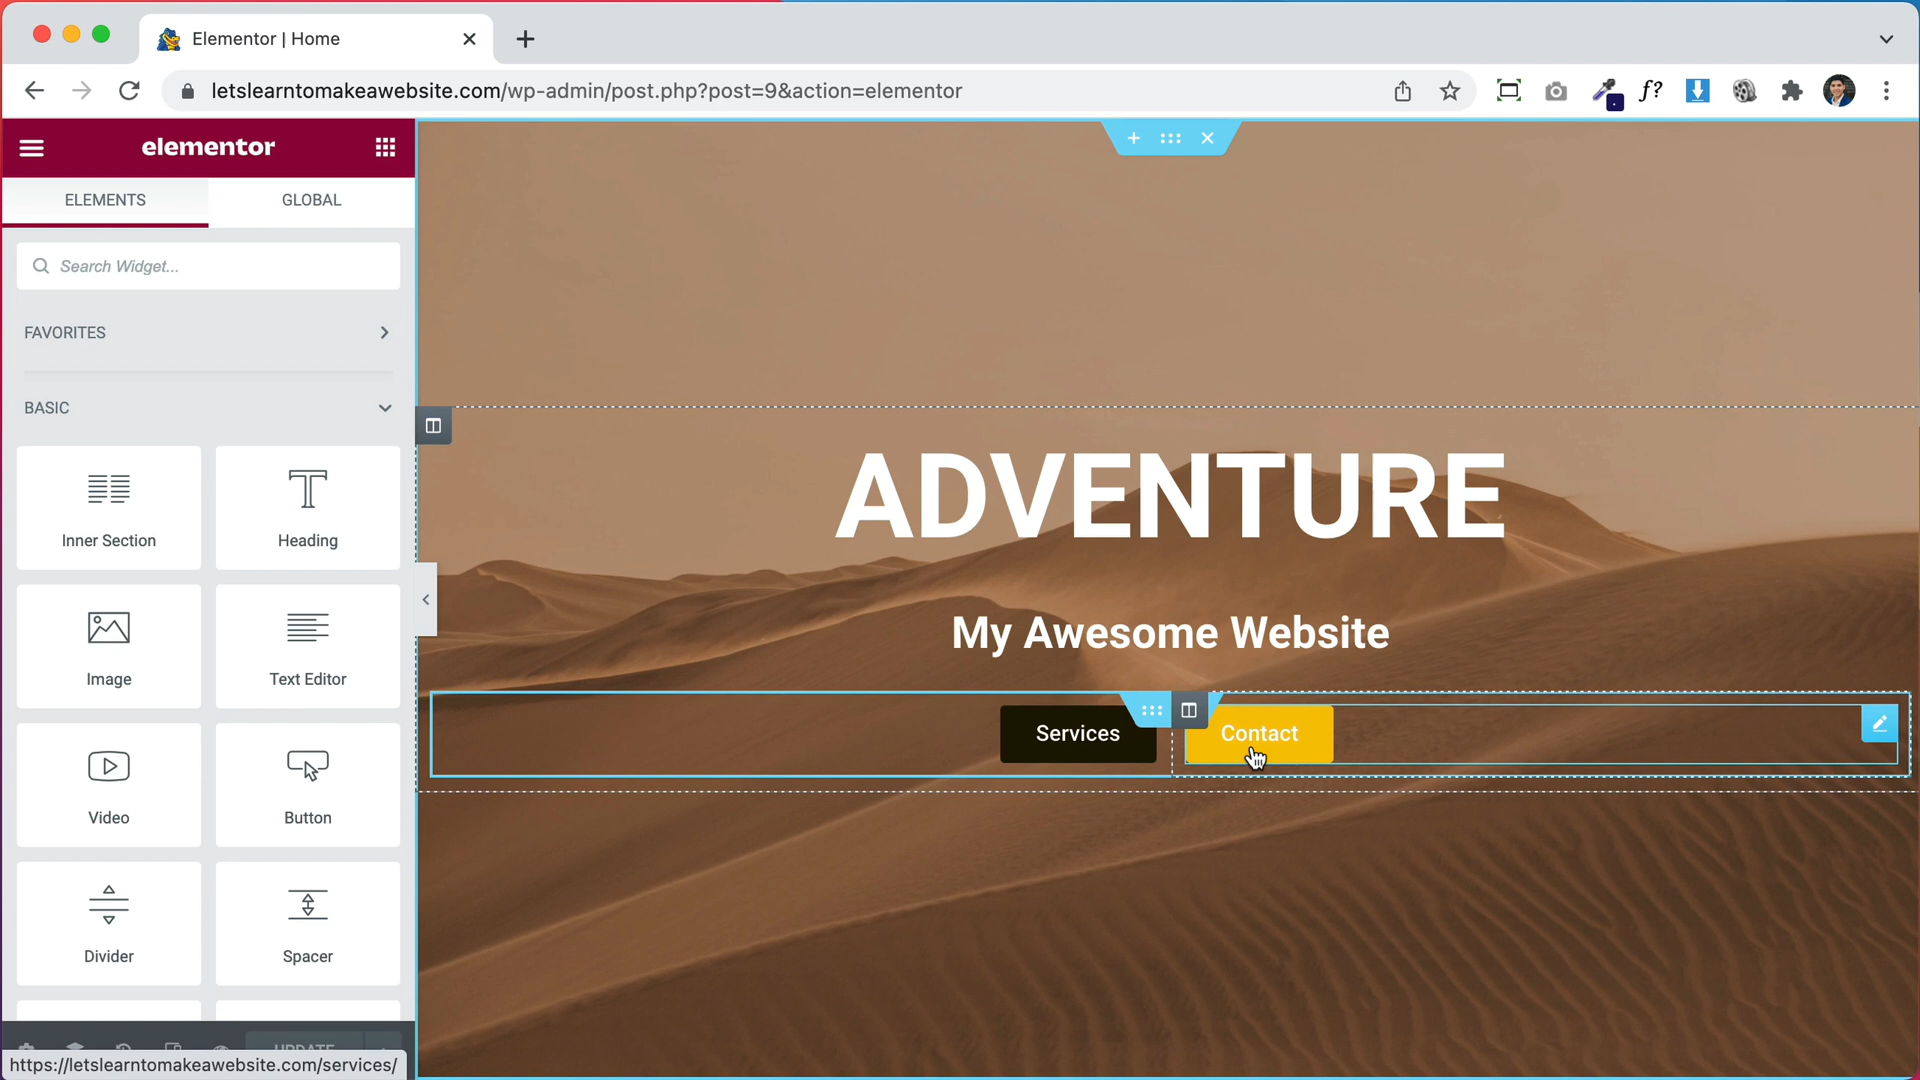 Elementor | Home
letslearntomakeawebsite.com/wp-admin/post.php?post=9&action=elementor
f?
elementor
ELEMENTS
GLOBAL
Search Widget...
FAVORITES
BASIC
Inner Section
Heading
Image
Text Editor
Video
Button
Divider
Spacer
UPDATE
https://letslearntomakeawebsite.com/services/
ADVENTURE
My Awesome Website
Services
Contact